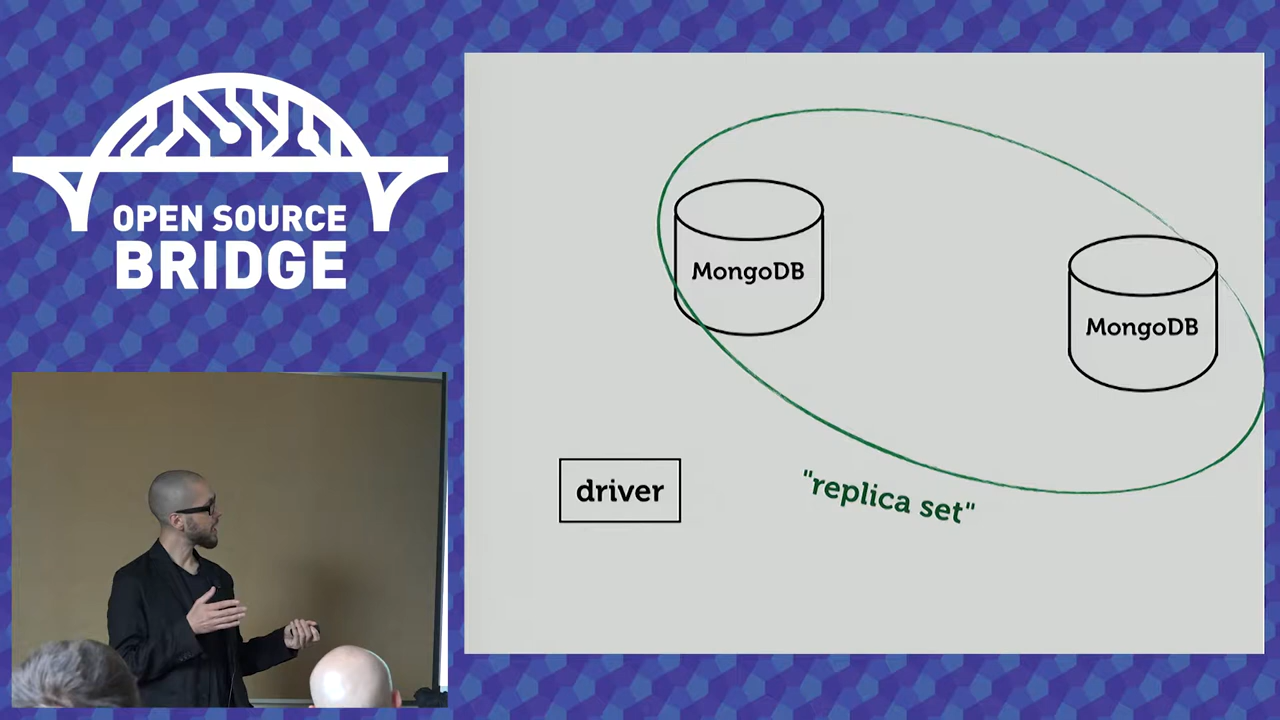 OPEN SOURCE
BRIDGE
MongoDB
MongoDB
driver
"replica set"